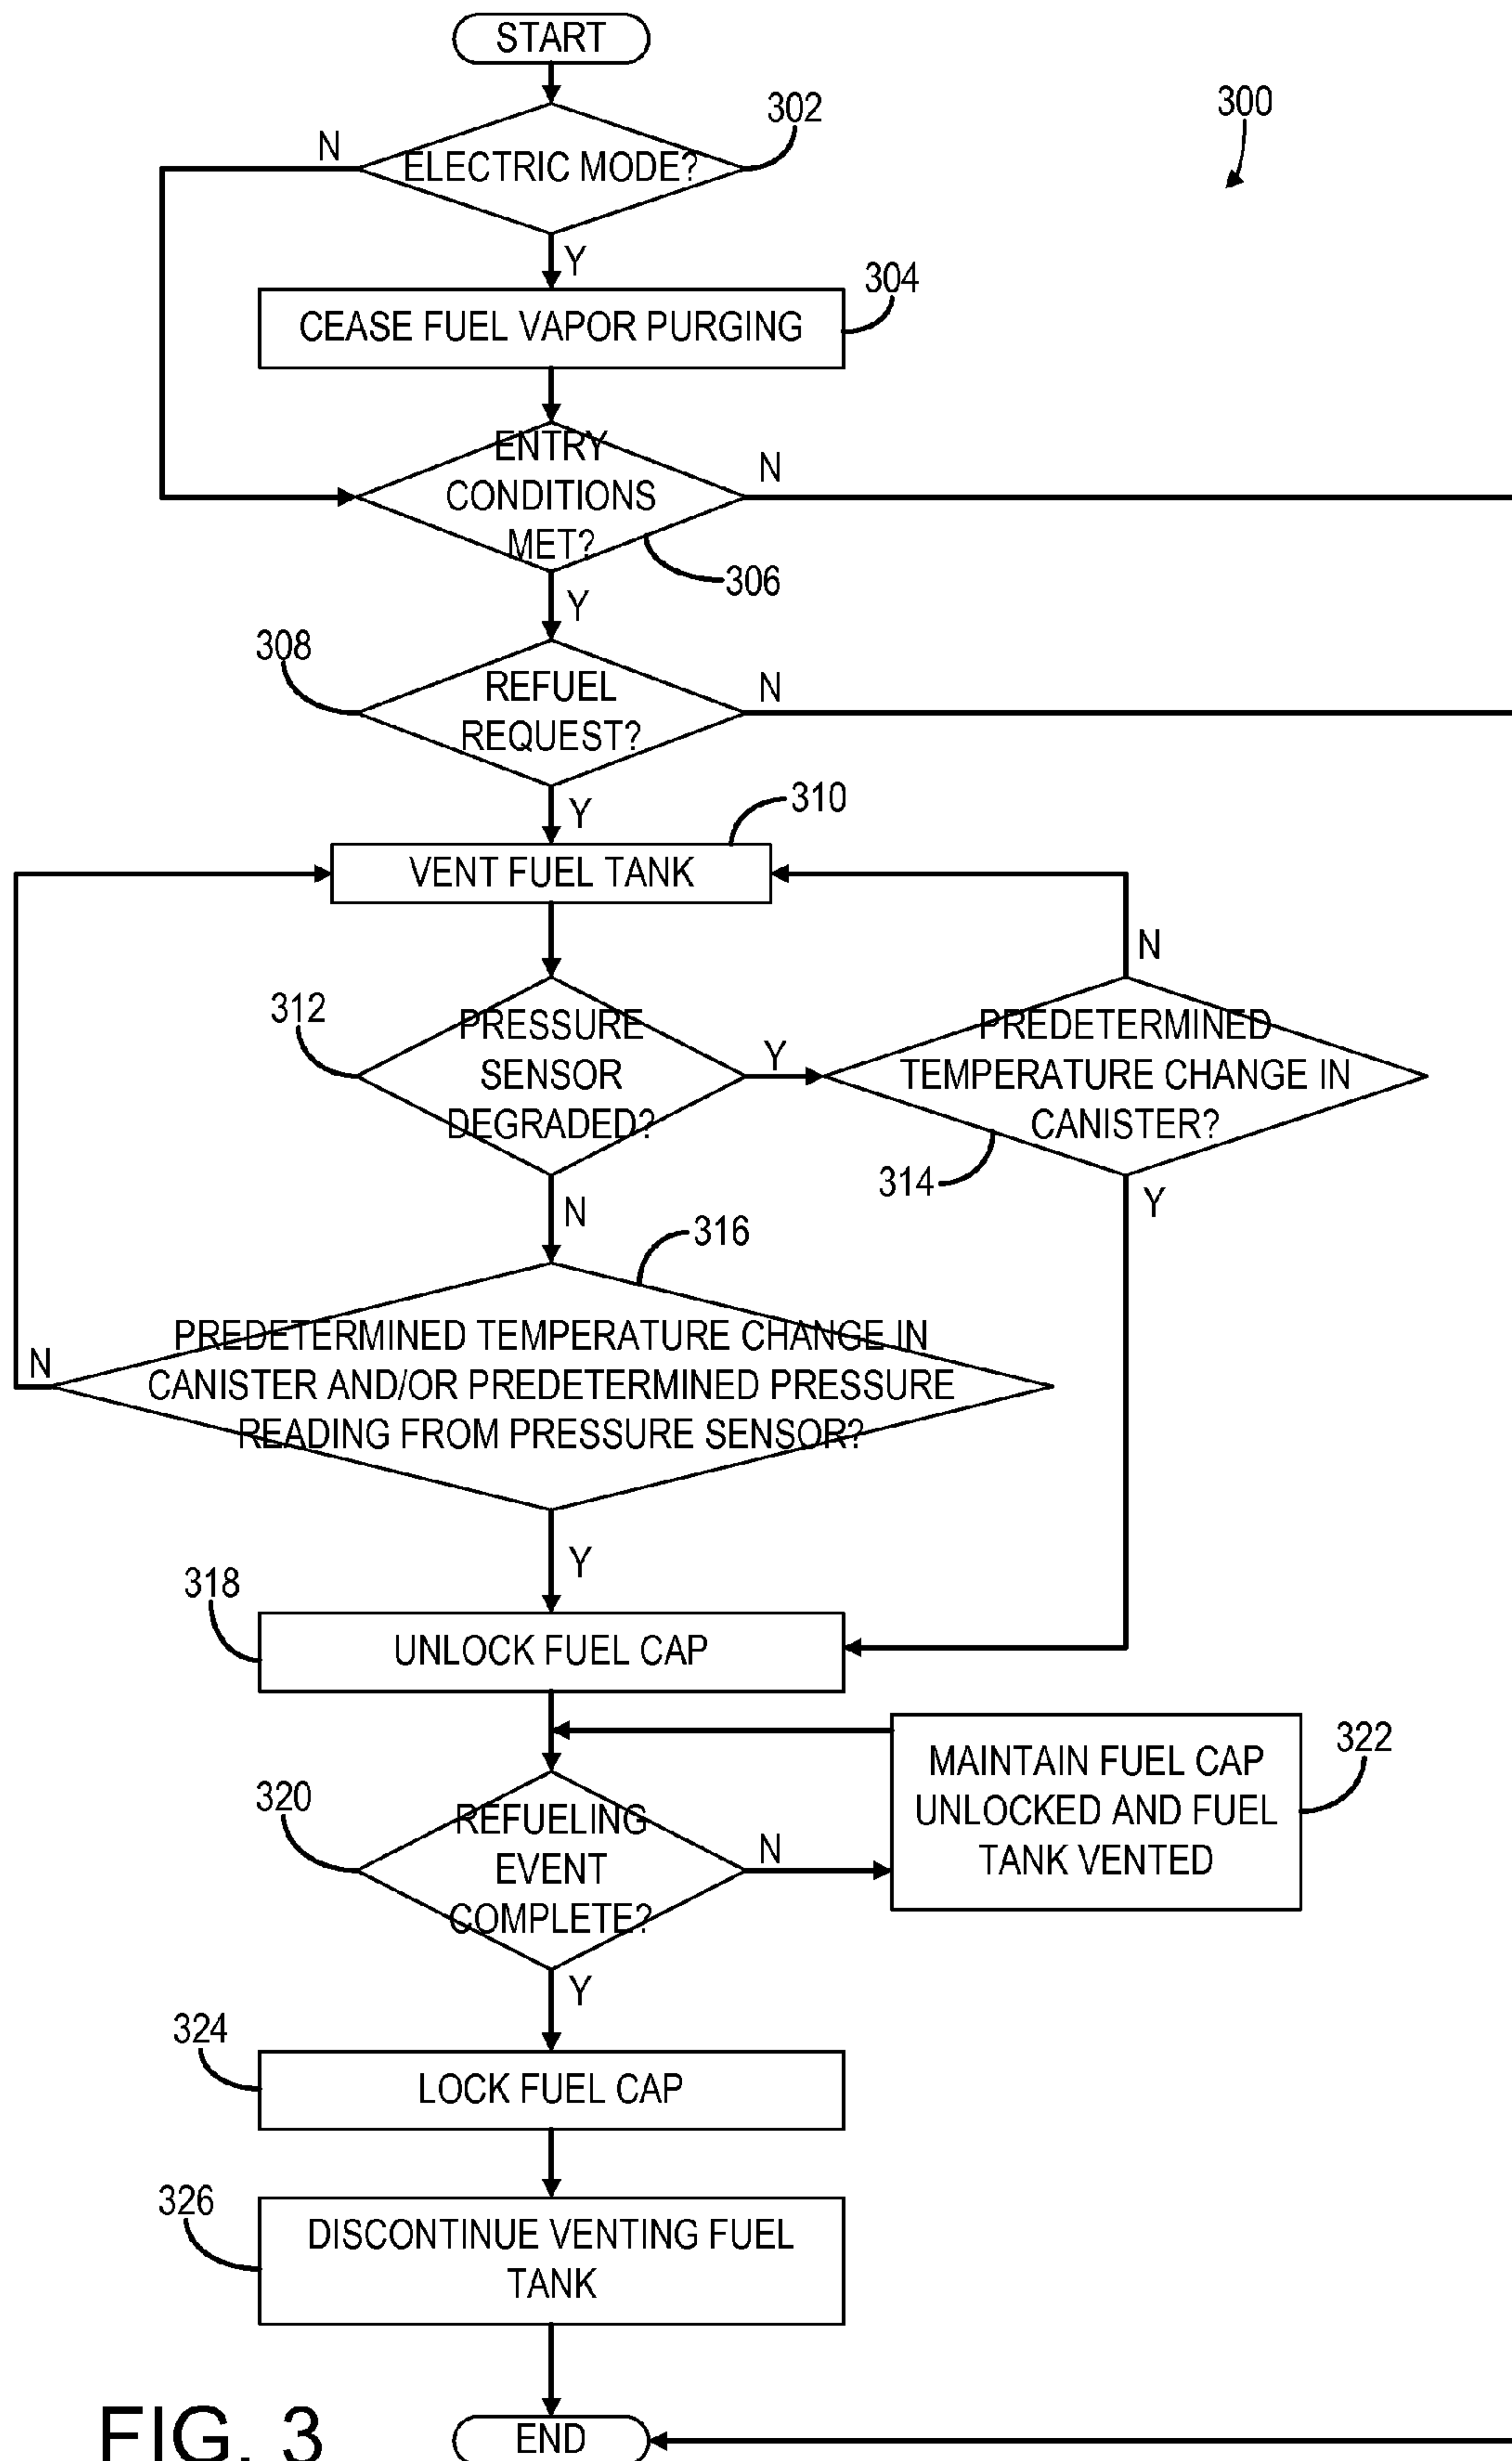 START
302
300
N
ELECTRIC MODE?
Y
304
CEASE FUEL VAPOR PURGING
ENTRY
CONDITIONS
MET?
N
306
Y
308
REFUEL
REQUEST?
N
Y
310
VENT FUEL TANK
N
312
PRESSURE
SENSOR
DEGRADED?
Y
PREDETERMINED
TEMPERATURE CHANGE IN
CANISTER?
314
Y
N
316
PREDETERMINED TEMPERATURE CHANGE IN
CANISTER AND/OR PREDETERMINED PRESSURE
READING FROM PRESSURE SENSOR?
N
Y
318
UNLOCK FUEL CAP
322
MAINTAIN FUEL CAP
UNLOCKED AND FUEL
TANK VENTED
320
REFUELING
EVENT
COMPLETE?
N
Y
324
LOCK FUEL CAP
326
DISCONTINUE VENTING FUEL
TANK
FIG. 3
END